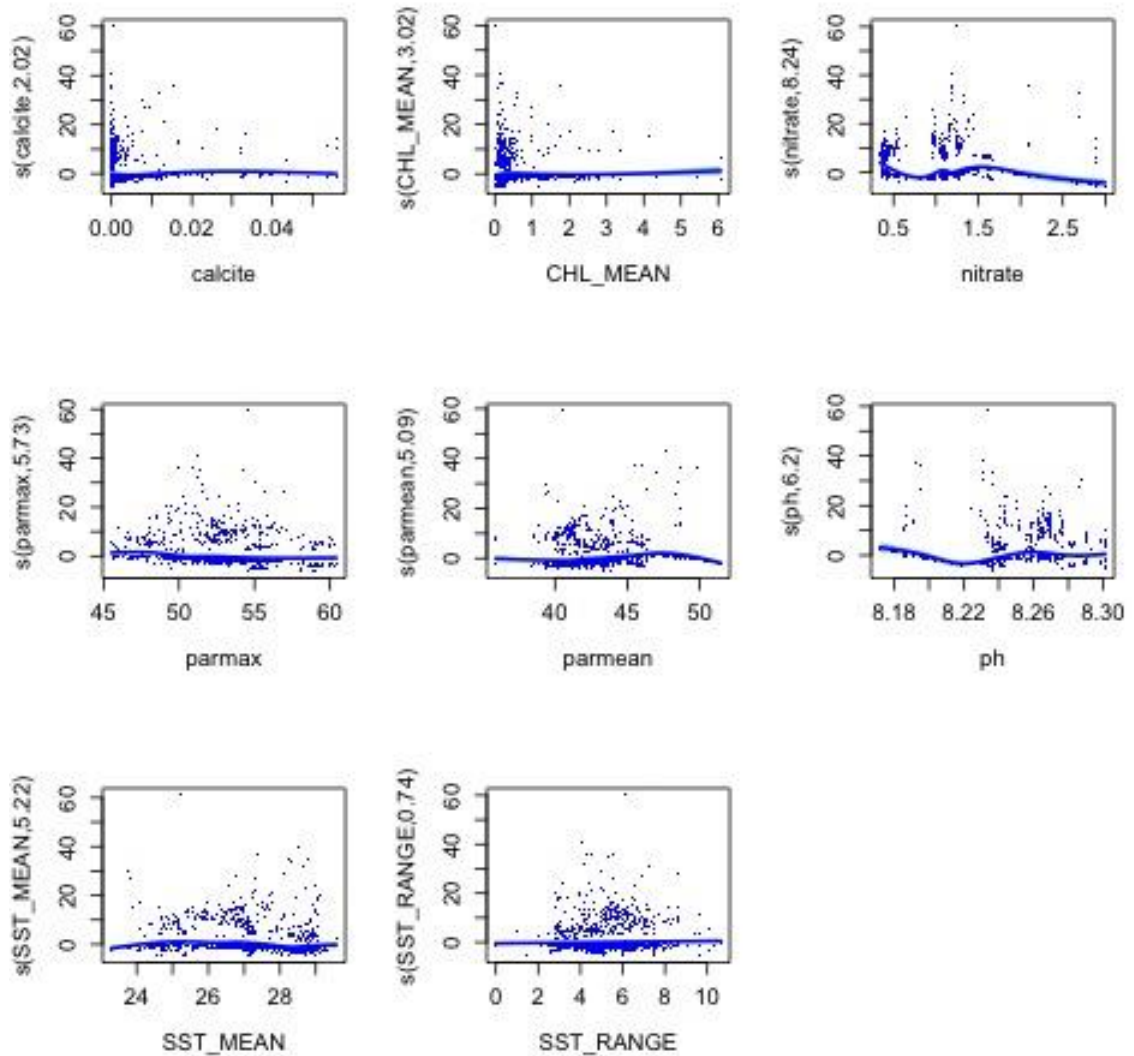 s(calcite,2.02)
0 20 40 60
0.00 0.02 0.04
calcite
s(CHL_MEAN,3.02)
0 20 40 60
0 1 2 3 4 5 6
CHL_MEAN
s(nitrate,8.24)
0 20 40 60
0.5 1.5 2.5
nitrate
s(parmax,5.73)
0 20 40 60
45 50 55 60
parmax
s(parmean,5.09)
0 20 40 60
40 45 50
parmean
s(ph,6.2)
0 20 40 60
8.18 8.22 8.26 8.30
ph
s(SST_MEAN,5.22)
0 20 40 60
24 26 28
SST_MEAN
s(SST_RANGE,0.74)
0 20 40 60
0 2 4 6 8 10
SST_RANGE